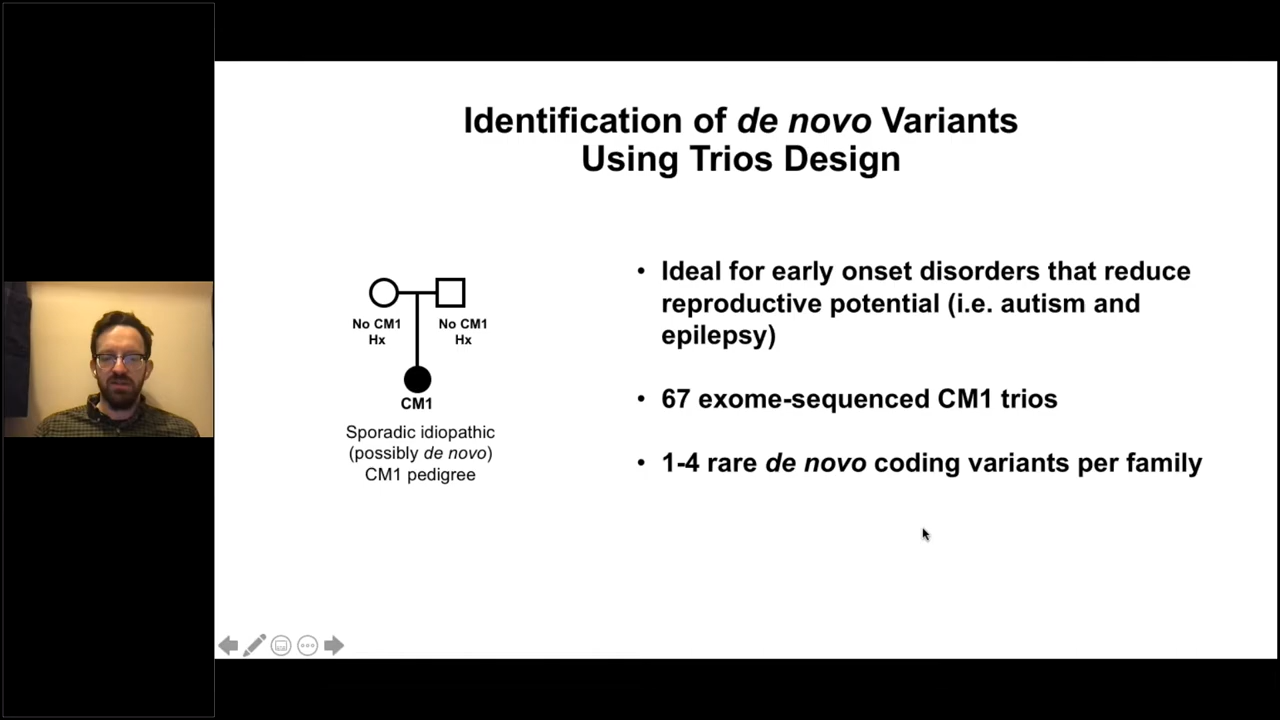 Identification of de novo Variants
Using Trios Design
No CM1
Hx
No CM1
Hx
CM1
Sporadic idiopathic
(possibly de novo)
CM1 pedigree
• Ideal for early onset disorders that reduce
reproductive potential (i.e. autism and
epilepsy)
• 67 exome-sequenced CM1 trios
• 1-4 rare de novo coding variants per family